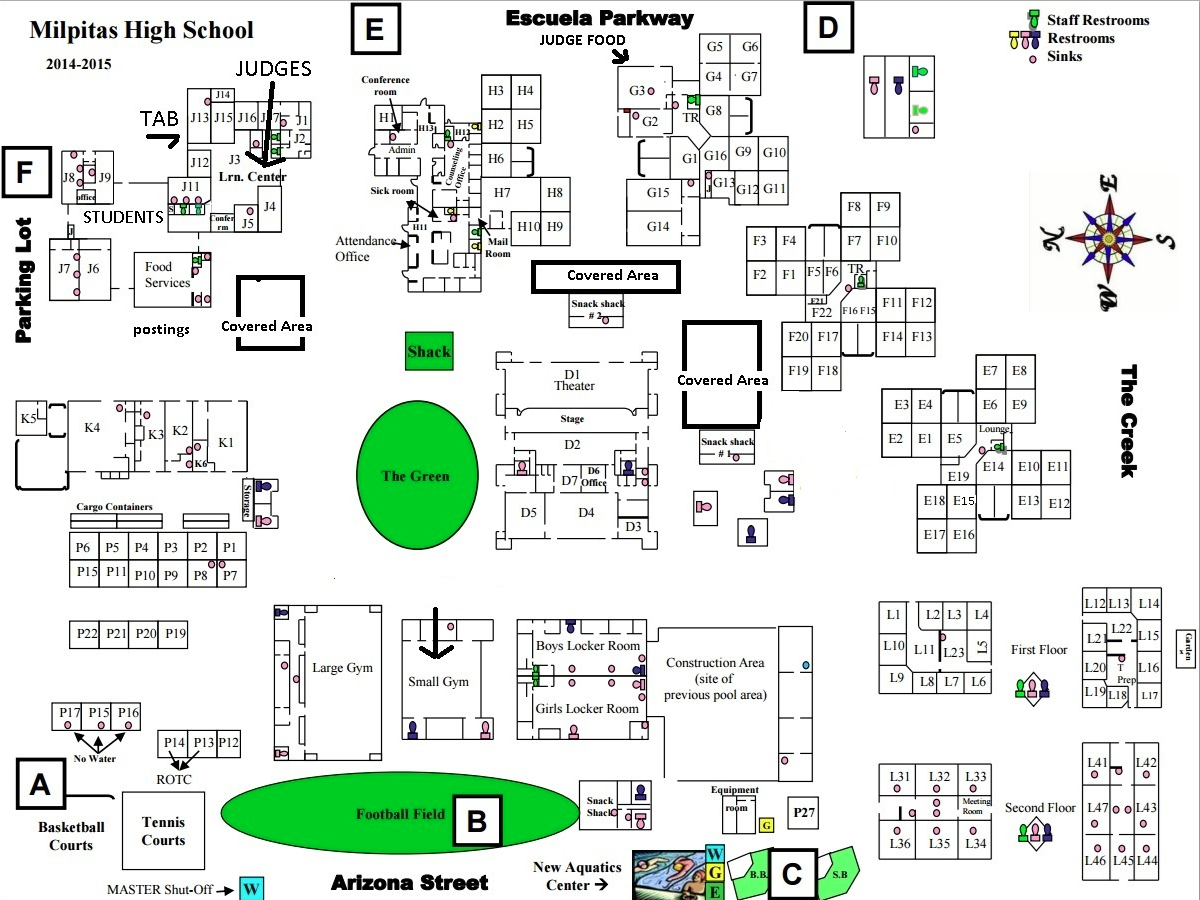 Milpitas High School
2014-2015
Escuela Parkway
JUDGE FOOD
Staff Restrooms
Restrooms
Sinks
E
D
F
A
B
C
JUDGES
TAB
STUDENTS
Parking Lot
The Creek
E
N
S
W
J14
J13
J15
J16
J17
J1
J2
J12
J3
Lrn. Center
J8
J9
office
J11
S
Confer
rm
J5
J4
J
J7
J6
Food
Services
postings
Covered Area
Conference
room
H1
H13
H12
Admin
Counseling
Office
Sick room
H11
Attendance
Office
Mail
Room
H3
H4
H2
H5
H6
H7
H8
H10
H9
G5
G6
G4
G7
G3
G2
TR
G8
G1
G16
G9
G10
J
G13
G12
G11
G15
G14
Covered Area
Snack shack
# 2
Covered Area
Snack shack
# 1
F8
F9
F3
F4
F7
F10
F2
F1
F5
F6
TR
F21
F22
F16
F15
F11
F12
F20
F17
F14
F13
F19
F18
E7
E8
E3
E4
E6
E9
E2
E1
E5
Lounge
E14
E10
E11
E19
E18
E15
E13
E12
E17
E16
Shack
The Green
D1
Theater
Stage
D2
D7
D6
Office
D5
D4
D3
K5
K4
K3
K2
K1
K6
Storage
Cargo Containers
P6
P5
P4
P3
P2
P1
P15
P11
P10
P9
P8
P7
P22
P21
P20
P19
P17
P15
P16
No Water
P14
P13
P12
ROTC
Large Gym
Small Gym
Boys Locker Room
Girls Locker Room
Construction Area
(site of
previous pool area)
L1
L2
L3
L4
L10
L11
L23
L5
L9
L8
L7
L6
First Floor
L12
L13
L14
L21
L22
L15
L20
T
Prep
L16
L19
L18
L17
Garden
L31
L32
L33
Meeting
Room
L36
L35
L34
Second Floor
L41
L42
L47
L43
L46
L45
L44
Basketball
Courts
Tennis
Courts
Football Field
Snack
Shack
Equipment
room
G
P27
MASTER Shut-Off
W
Arizona Street
New Aquatics
Center
W
G
E
B.B.
S.B